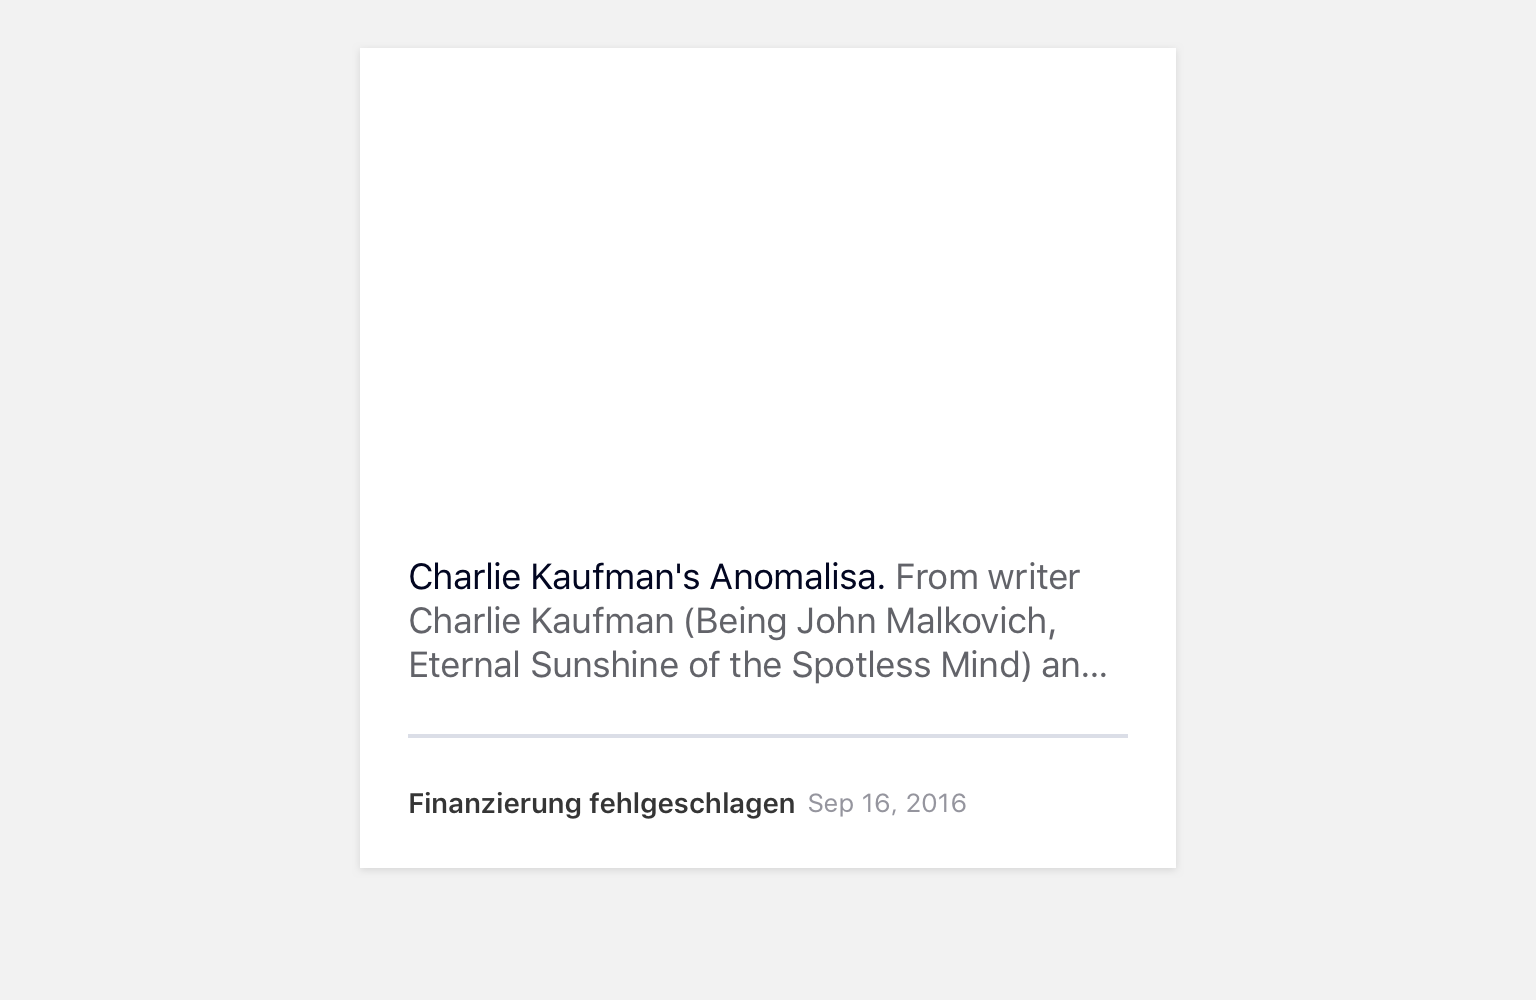 Charlie Kaufman's Anomalisa. From writer
Charlie Kaufman (Being John Malkovich,
Eternal Sunshine of the Spotless Mind) an...
Finanzierung fehlgeschlagen Sep 16, 2016